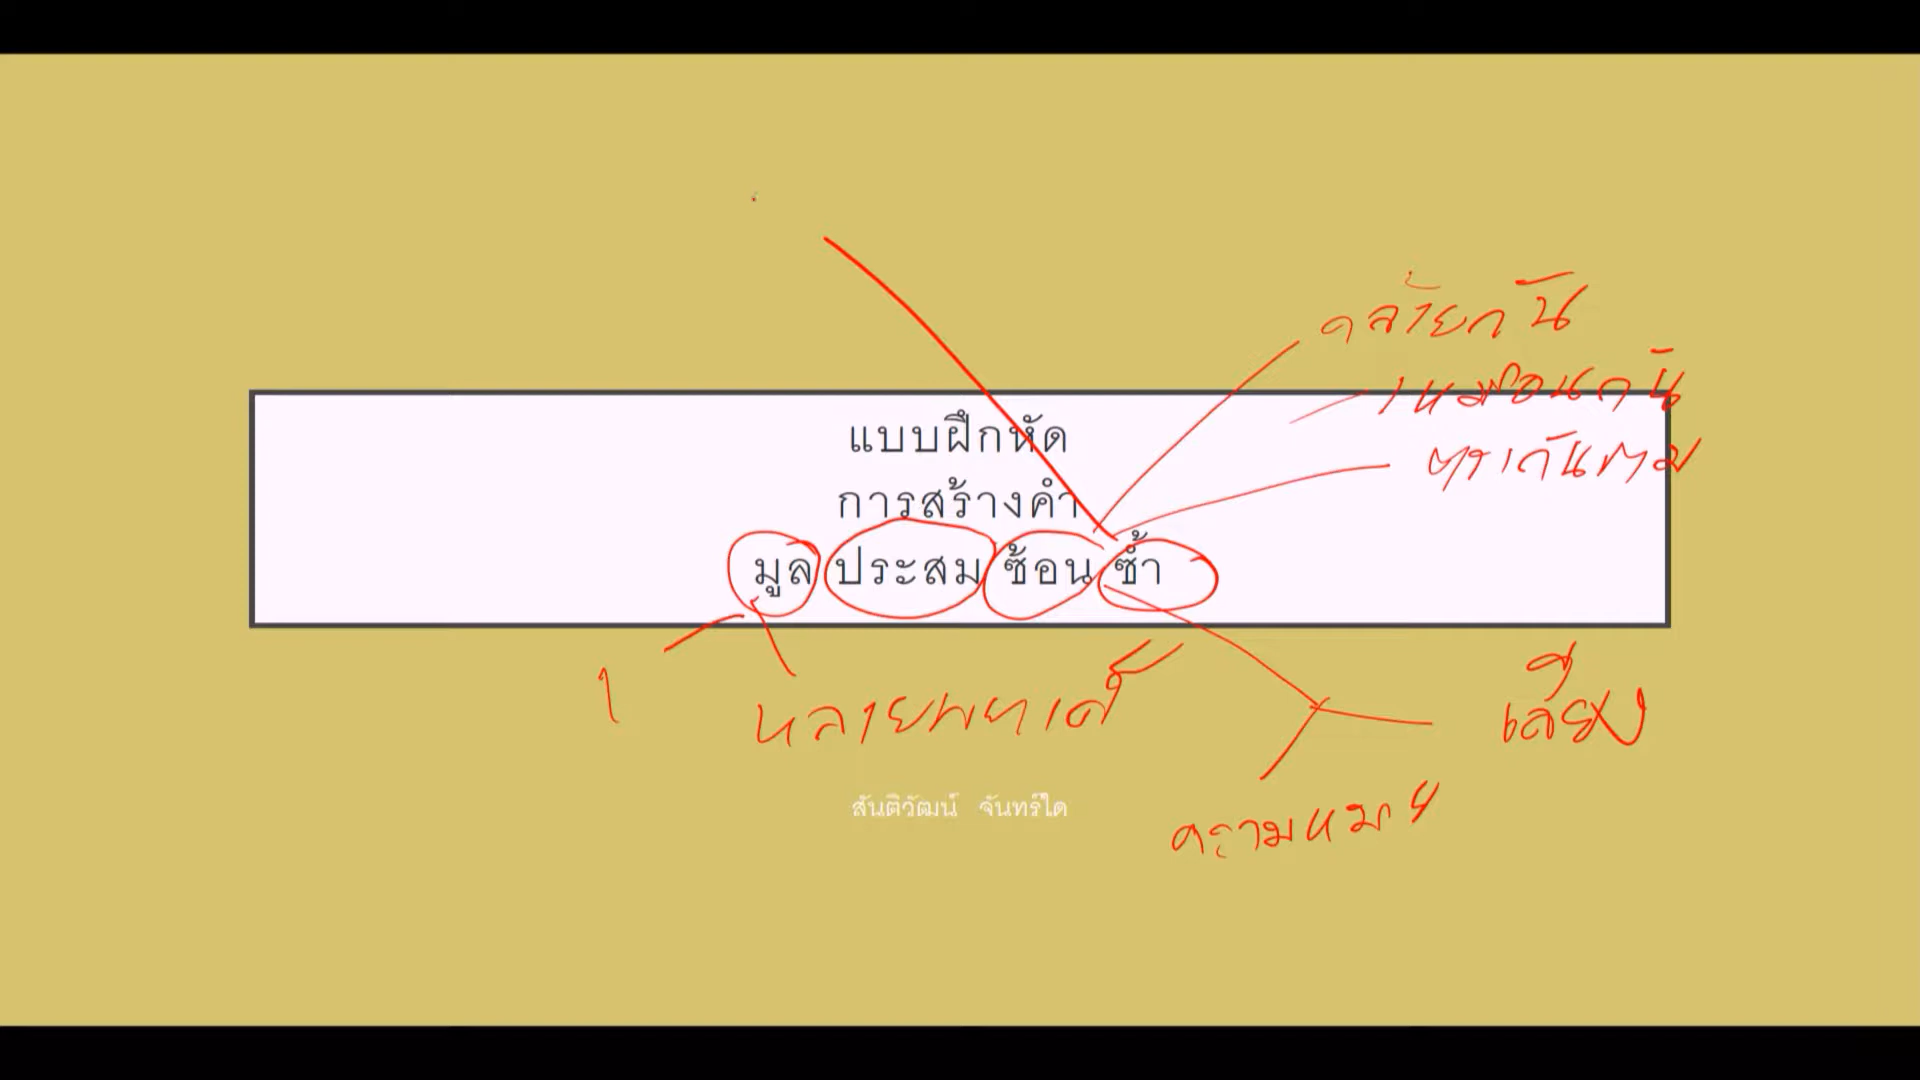 คล้ายกัน
เหมือนกัน
ตรงกันข้าม
แบบฝึกหัด
การสร้างคำ
มูล ประสม ซ้อน ซ้ำ
1
หลายพยางค์
เสียง
สันติวัฒน์ จันทร์ใด
ความหมาย